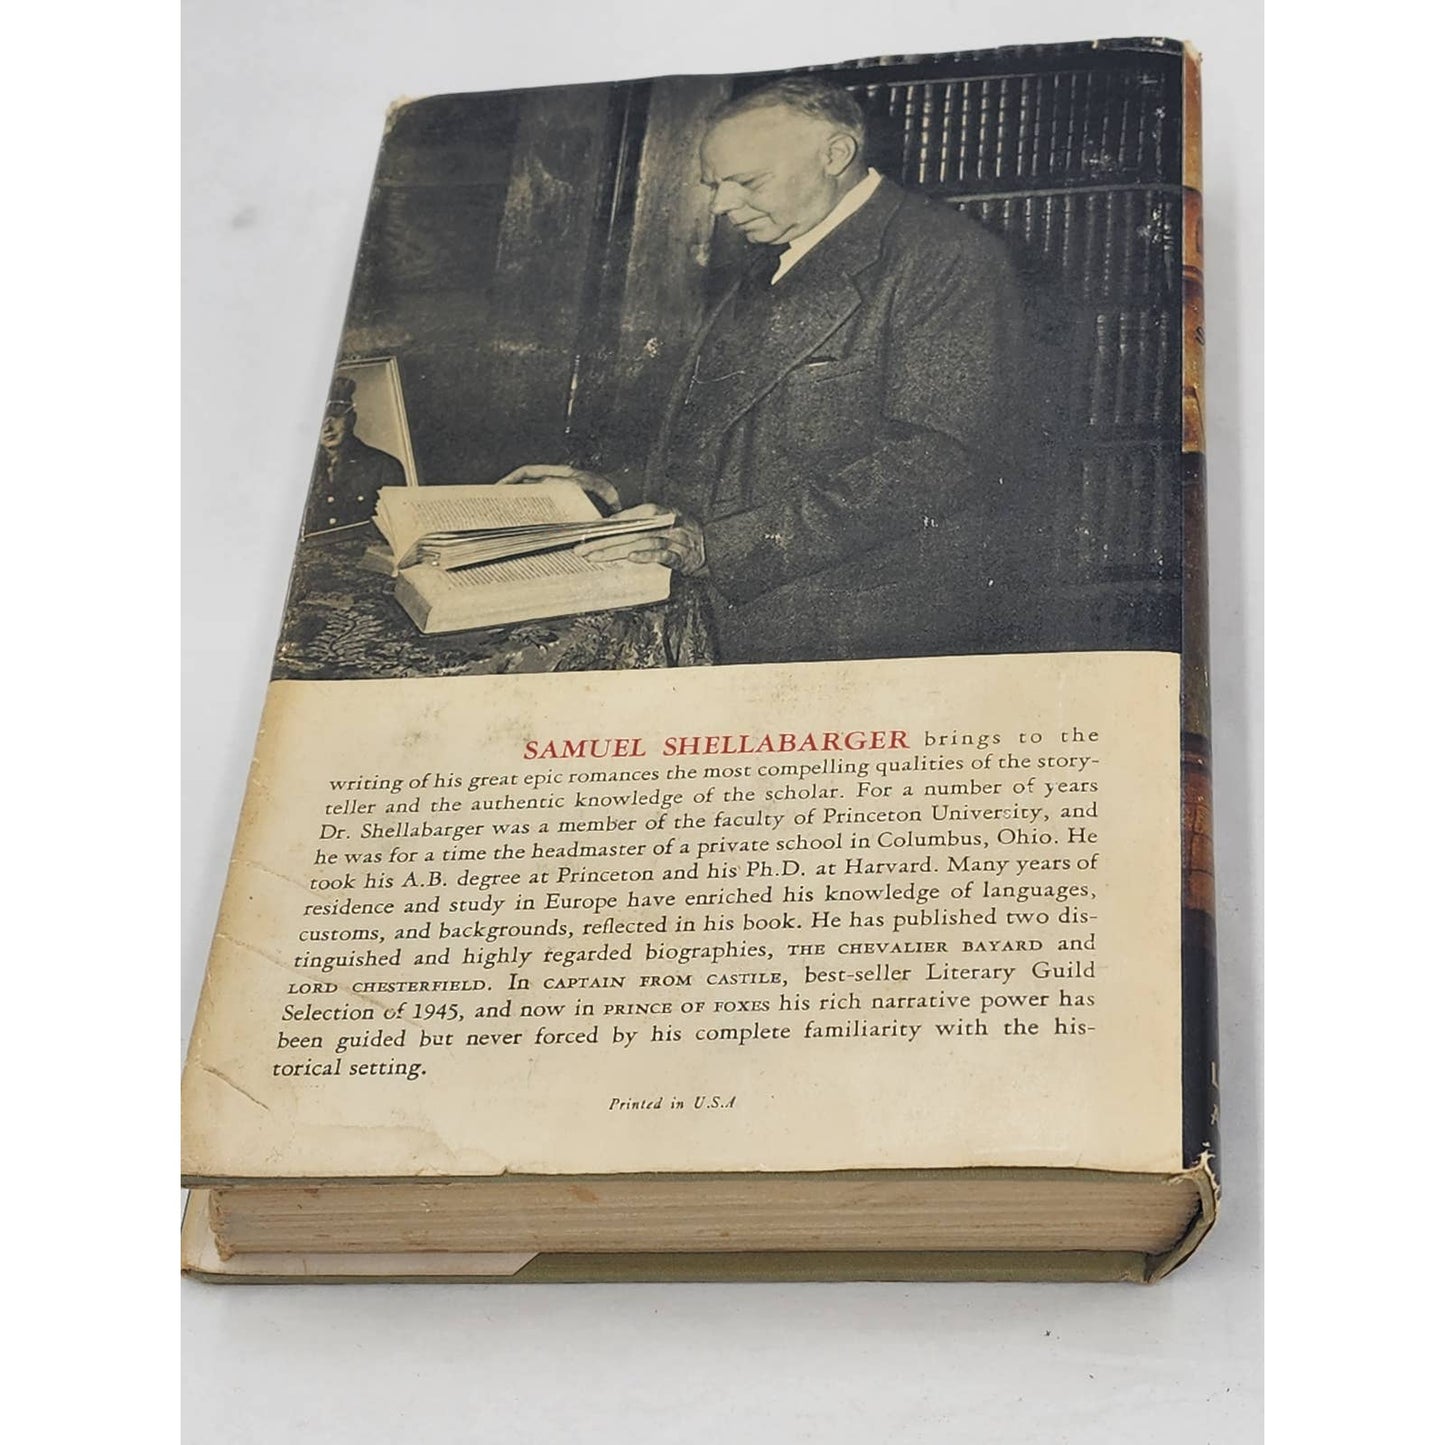 SAMUEL SHELLABARGER brings to the
writing of his great epic romances the most compelling qualities of the story-
teller and the authentic knowledge of the scholar. For a number of years
Dr. Shellabarger was a member of the faculty of Princeton University, and
he was for a time the headmaster of a private school in Columbus, Ohio. He
took his A.B. degree at Princeton and his Ph.D. at Harvard. Many years of
residence and study in Europe have enriched his knowledge of languages,
customs, and backgrounds, reflected in his book. He has published two dis-
tinguished and highly regarded biographies, THE CHEVALIER BAYARD and
LORD CHESTERFIELD. In CAPTAIN FROM CASTILE, best-seller Literary Guild
Selection of 1945, and now in PRINCE OF FOXES his rich narrative power has
been guided but never forced by his complete familiarity with the his-
torical setting.
Printed in U.S.A